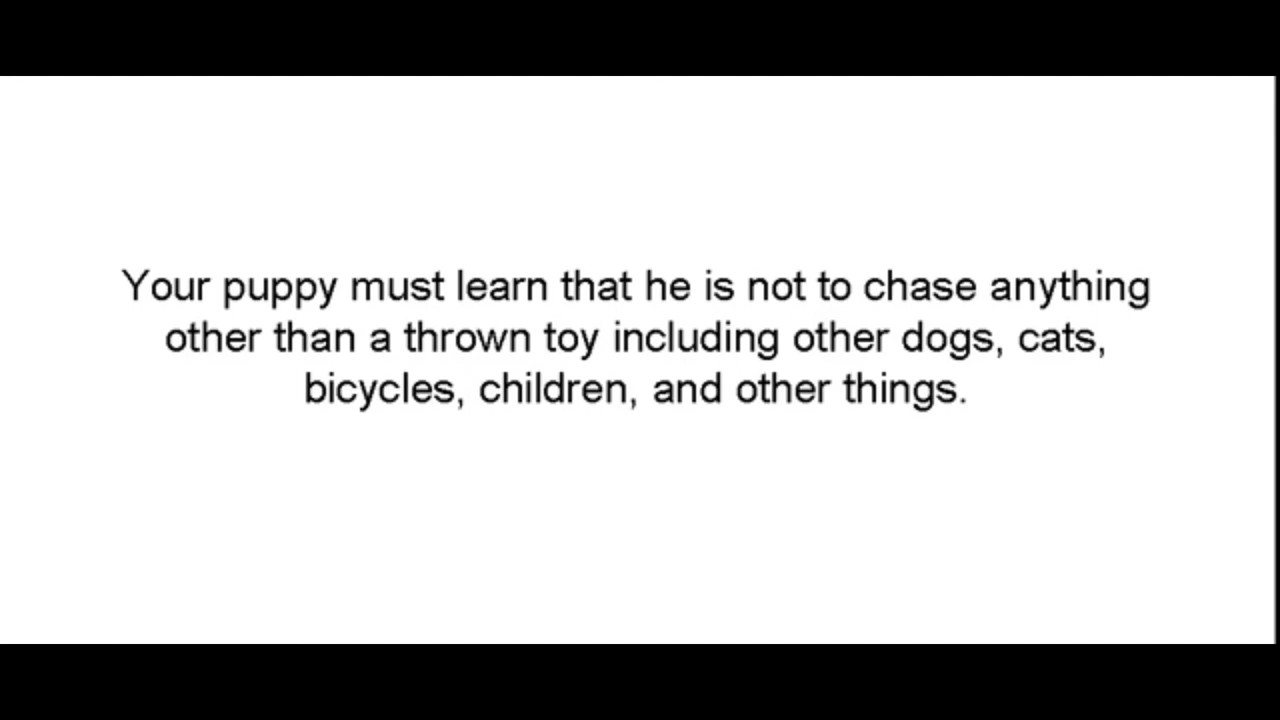 Your puppy must learn that he is not to chase anything
other than a thrown toy including other dogs, cats,
bicycles, children, and other things.